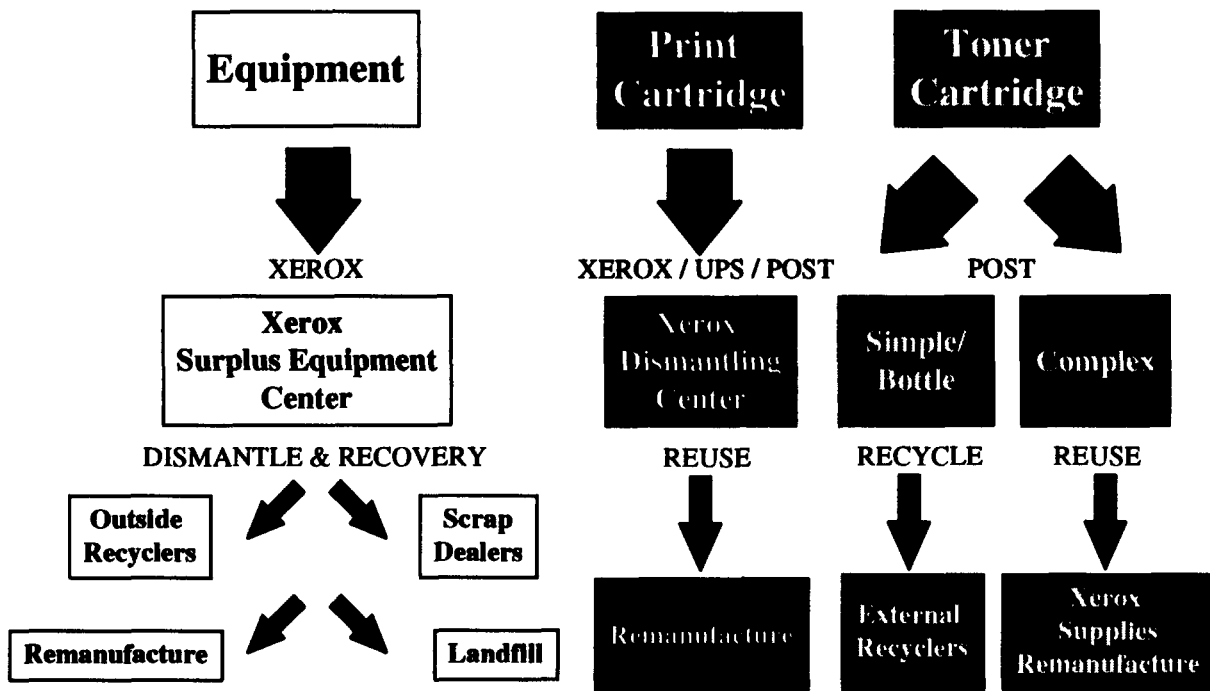 Equipment
Print
Cartridge
Toner
Cartridge
XEROX
XEROX / UPS / POST
POST
Xerox
Surplus Equipment
Center
Xerox
Dismantling
Center
Simple/
Bottle
Complex
DISMANTLE & RECOVERY
REUSE
RECYCLE
REUSE
Outside
Recyclers
Scrap
Dealers
Remanufacture
Landfill
Remanufacture
External
Recyclers
Xerox
Supplies
Remanufacture